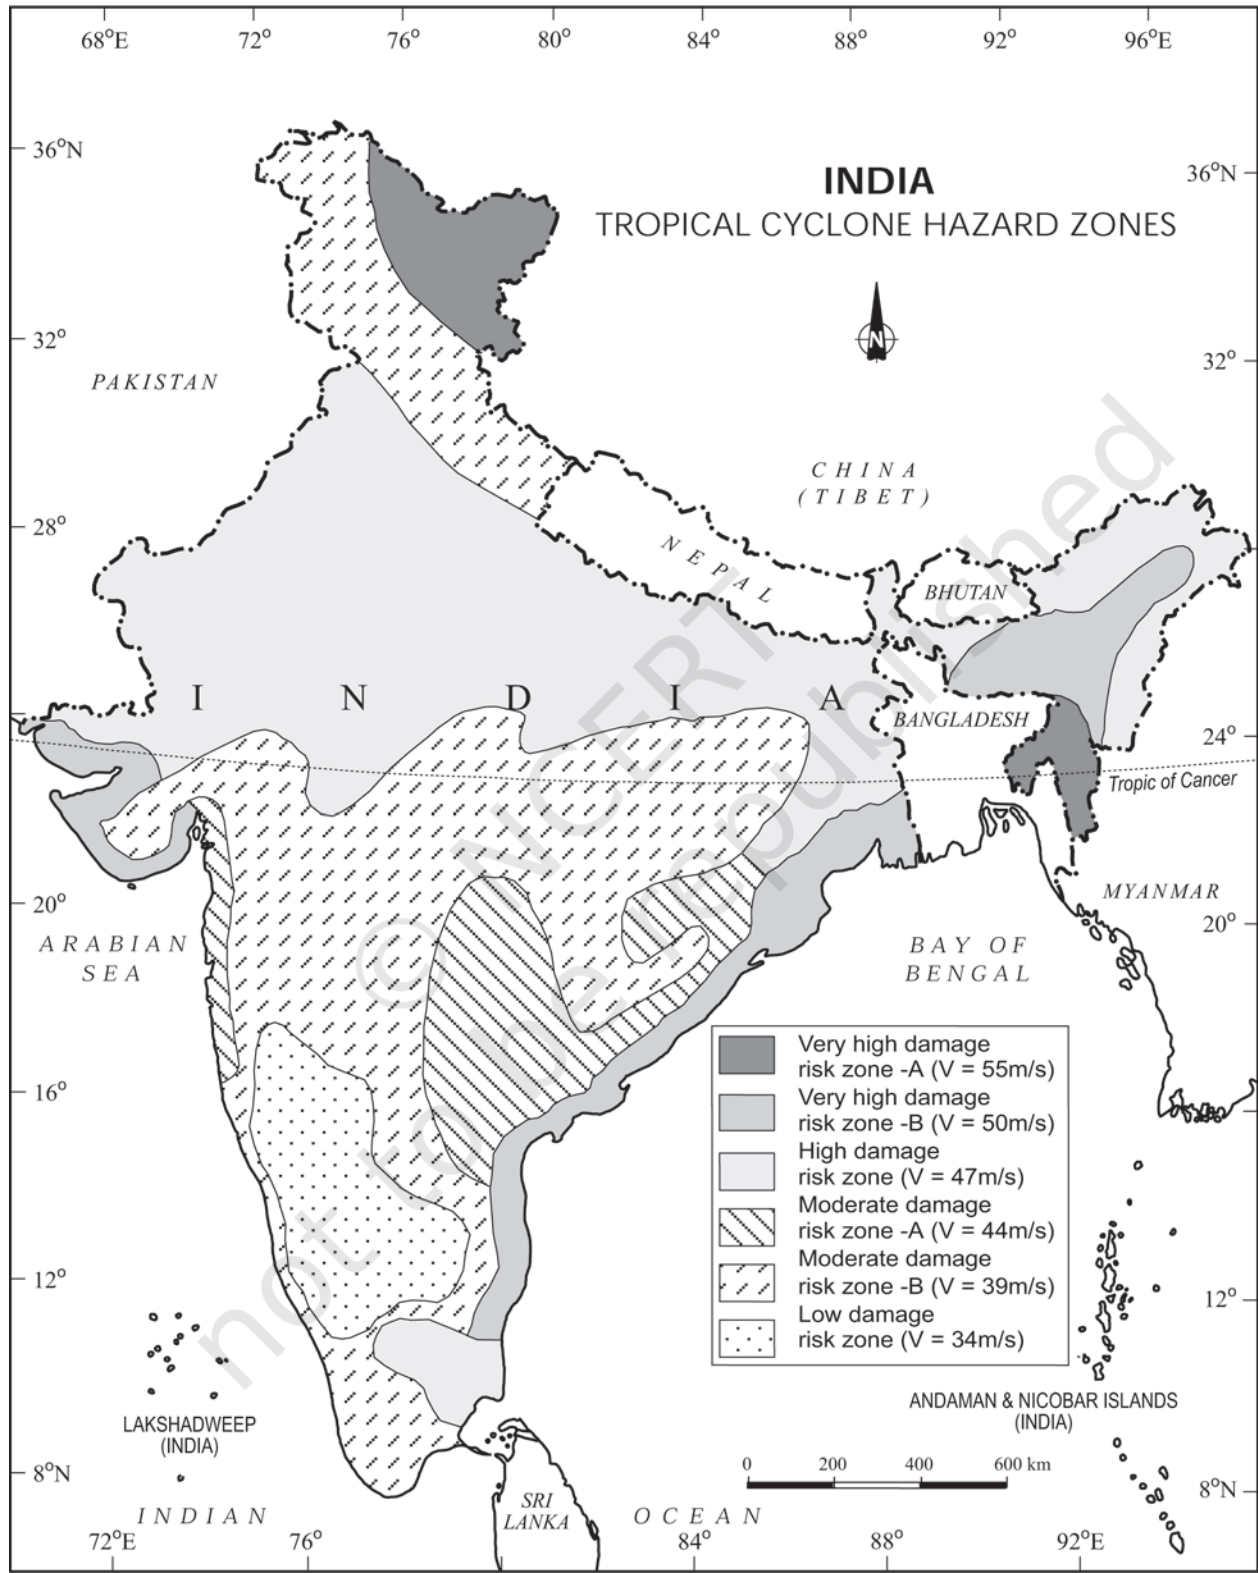 68°E 72° 76° 80° 84° 88° 92° 96°E
36°N
36°N
INDIA
TROPICAL CYCLONE HAZARD ZONES
N
32°
32°
PAKISTAN
CHINA
(TIBET)
28°
NEPAL
BHUTAN
INDIA
BANGLADESH
24°
Tropic of Cancer
MYANMAR
20°
20°
ARABIAN
SEA
BAY OF
BENGAL
© NCERT
not to be republished
Very high damage
risk zone -A (V = 55m/s)
Very high damage
risk zone -B (V = 50m/s)
High damage
risk zone (V = 47m/s)
Moderate damage
risk zone -A (V = 44m/s)
Moderate damage
risk zone -B (V = 39m/s)
Low damage
risk zone (V = 34m/s)
16°
12°
12°
LAKSHADWEEP
(INDIA)
ANDAMAN & NICOBAR ISLANDS
(INDIA)
0 200 400 600 km
8°N
8°N
SRI
LANKA
INDIAN OCEAN
72°E 76° 84° 88° 92°E